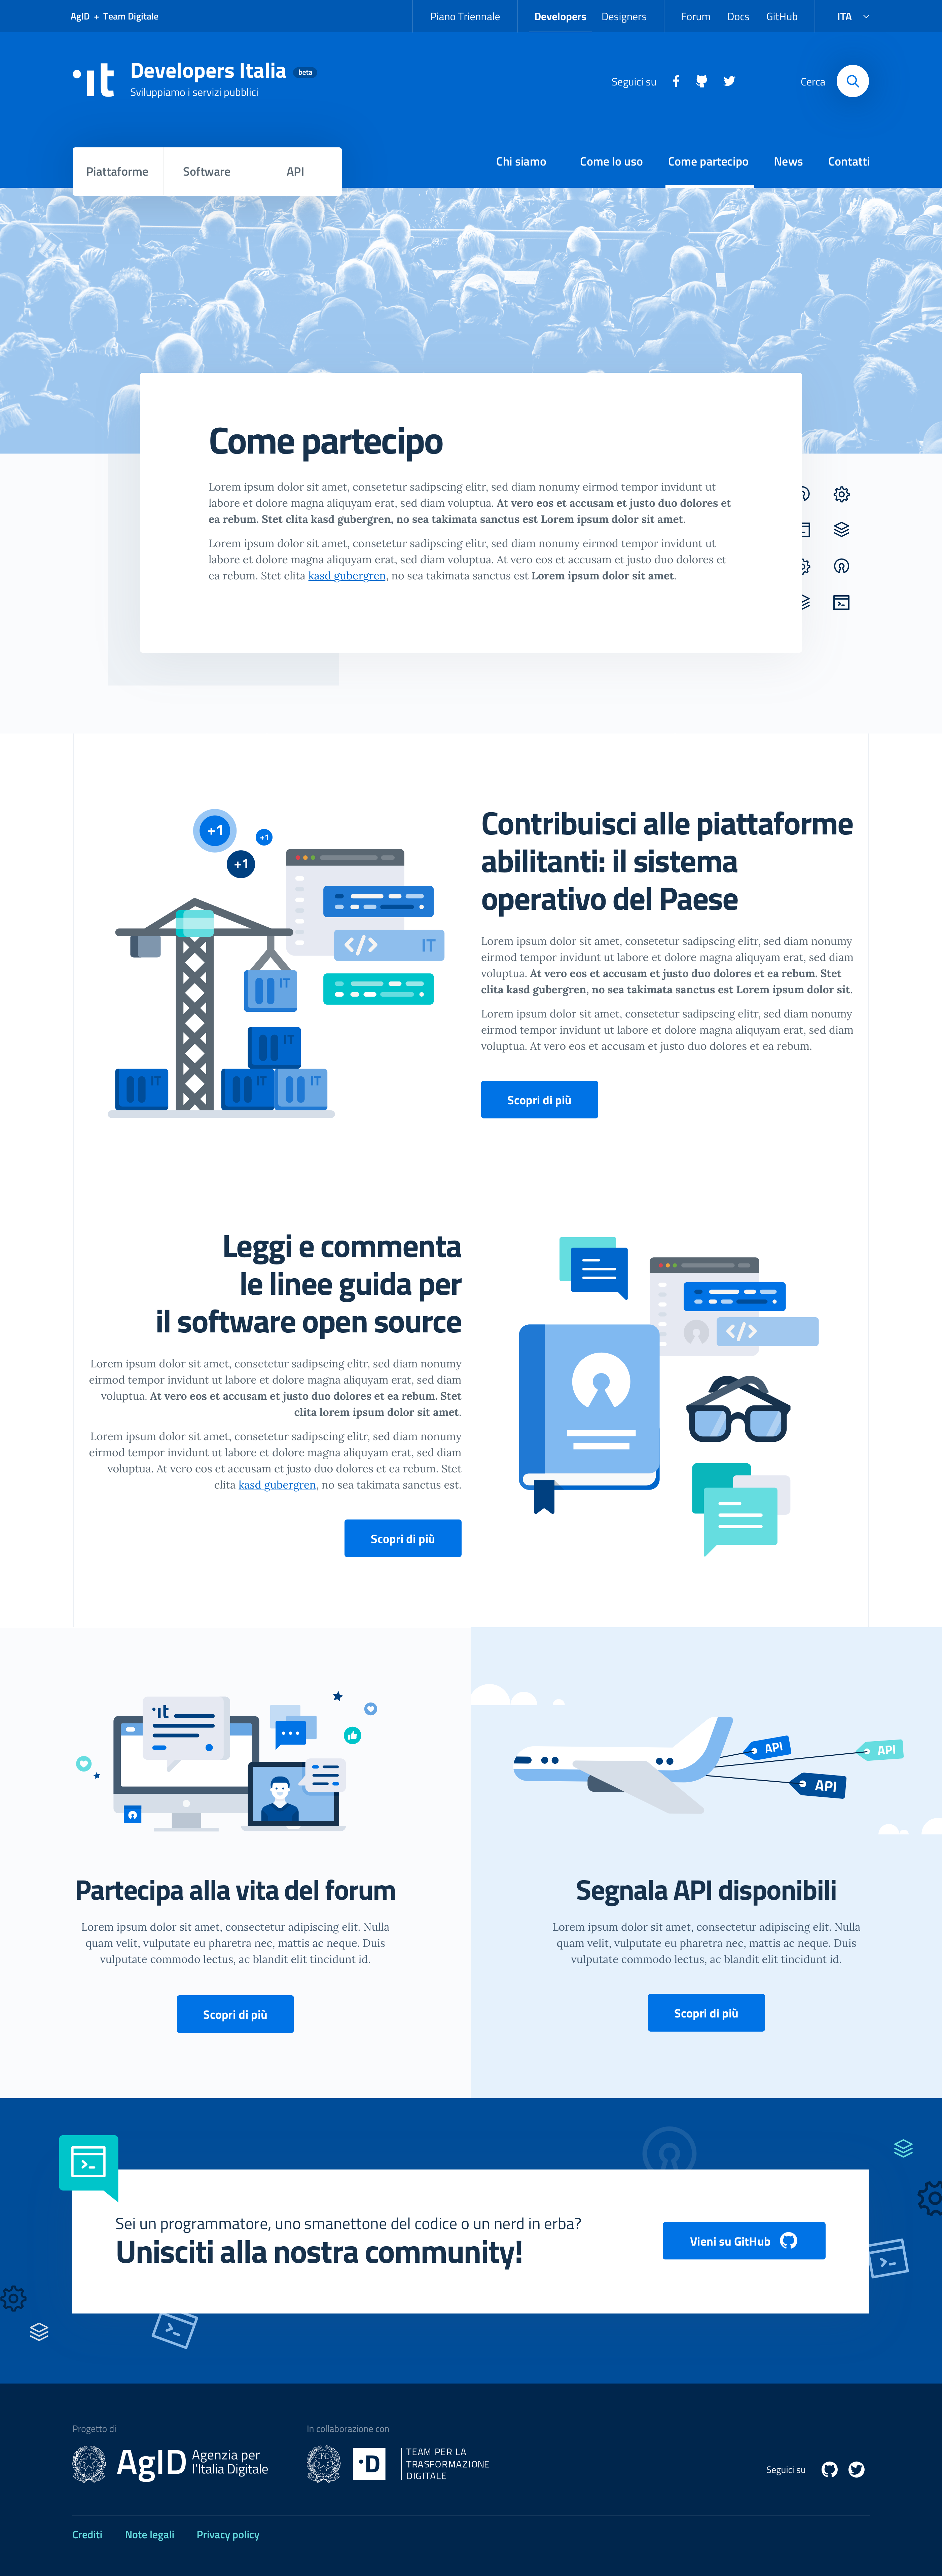 AgID + Team Digitale
Piano Triennale
Developers
Designers
Forum
Docs
GitHub
ITA
·it
Developers Italia
beta
Sviluppiamo i servizi pubblici
Seguici su
Cerca
Piattaforme
Software
API
Chi siamo
Come lo uso
Come partecipo
News
Contatti
Come partecipo
Lorem ipsum dolor sit amet, consetetur sadipscing elitr, sed diam nonumy eirmod tempor invidunt ut
labore et dolore magna aliquyam erat, sed diam voluptua. At vero eos et accusam et justo duo dolores et
ea rebum. Stet clita kasd gubergren, no sea takimata sanctus est Lorem ipsum dolor sit amet.
Lorem ipsum dolor sit amet, consetetur sadipscing elitr, sed diam nonumy eirmod tempor invidunt ut
labore et dolore magna aliquyam erat, sed diam voluptua. At vero eos et accusam et justo duo dolores et
ea rebum. Stet clita kasd gubergren, no sea takimata sanctus est Lorem ipsum dolor sit amet.
+1
+1
+1
</> IT
IT
IT
IT
IT
IT
Contribuisci alle piattaforme
abilitanti: il sistema
operativo del Paese
Lorem ipsum dolor sit amet, consetetur sadipscing elitr, sed diam nonumy
eirmod tempor invidunt ut labore et dolore magna aliquyam erat, sed diam
voluptua. At vero eos et accusam et justo duo dolores et ea rebum. Stet
clita kasd gubergren, no sea takimata sanctus est Lorem ipsum dolor sit.
Lorem ipsum dolor sit amet, consetetur sadipscing elitr, sed diam nonumy
eirmod tempor invidunt ut labore et dolore magna aliquyam erat, sed diam
voluptua. At vero eos et accusam et justo duo dolores et ea rebum.
Scopri di più
Leggi e commenta
le linee guida per
il software open source
Lorem ipsum dolor sit amet, consetetur sadipscing elitr, sed diam nonumy
eirmod tempor invidunt ut labore et dolore magna aliquyam erat, sed diam
voluptua. At vero eos et accusam et justo duo dolores et ea rebum. Stet
clita lorem ipsum dolor sit amet.
Lorem ipsum dolor sit amet, consetetur sadipscing elitr, sed diam nonumy
eirmod tempor invidunt ut labore et dolore magna aliquyam erat, sed diam
voluptua. At vero eos et accusam et justo duo dolores et ea rebum. Stet
clita kasd gubergren, no sea takimata sanctus est.
Scopri di più
</>
·it
Partecipa alla vita del forum
Lorem ipsum dolor sit amet, consectetur adipiscing elit. Nulla
quam velit, vulputate eu pharetra nec, mattis ac neque. Duis
vulputate commodo lectus, ac blandit elit tincidunt id.
Scopri di più
API
API
API
Segnala API disponibili
Lorem ipsum dolor sit amet, consectetur adipiscing elit. Nulla
quam velit, vulputate eu pharetra nec, mattis ac neque. Duis
vulputate commodo lectus, ac blandit elit tincidunt id.
Scopri di più
Sei un programmatore, uno smanettone del codice o un nerd in erba?
Unisciti alla nostra community!
Vieni su GitHub
Progetto di
AgID Agenzia per
l'Italia Digitale
In collaborazione con
·D
TEAM PER LA
TRASFORMAZIONE
DIGITALE
Seguici su
Crediti
Note legali
Privacy policy